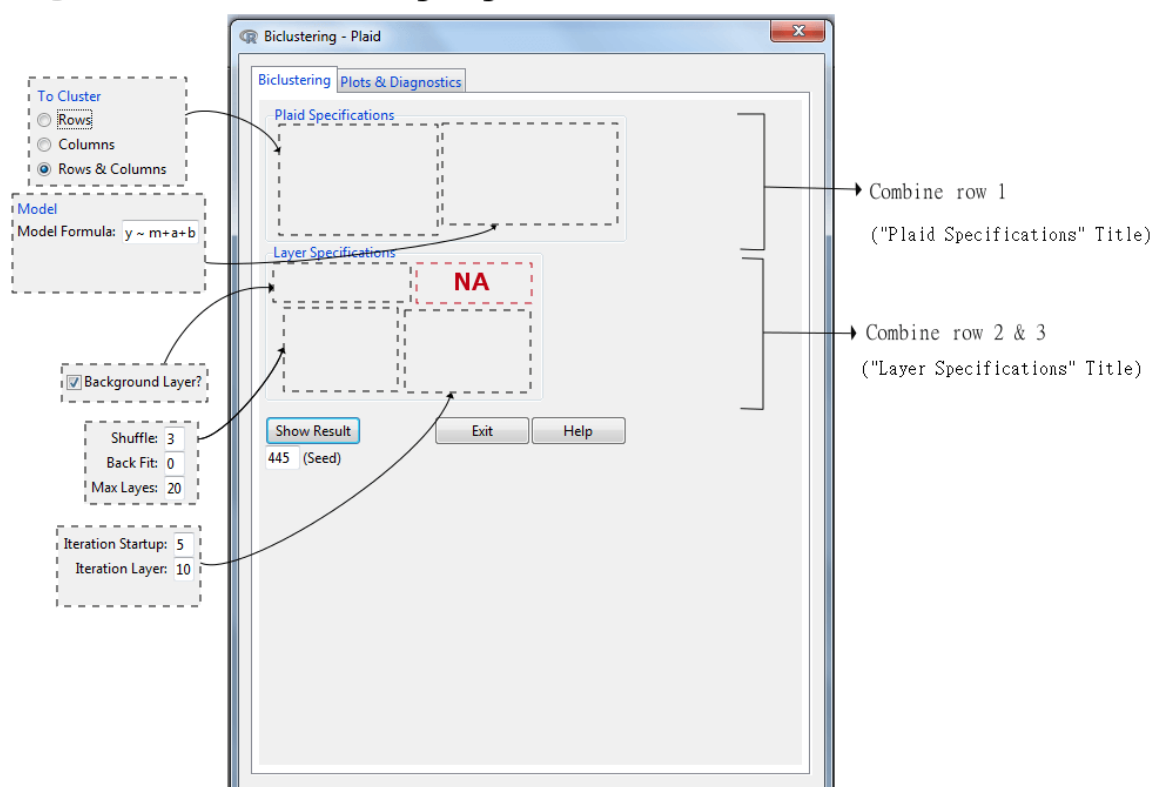 Biclustering - Plaid
x
Biclustering
Plots & Diagnostics
To Cluster
Rows
Columns
Rows & Columns
Model
Model Formula: y ~ m+a+b
Plaid Specifications
Combine row 1
("Plaid Specifications" Title)
Layer Specifications
NA
Combine row 2 & 3
("Layer Specifications" Title)
Background Layer?
Shuffle: 3
Back Fit: 0
Max Layes: 20
Show Result
Exit
Help
445 (Seed)
Iteration Startup: 5
Iteration Layer: 10